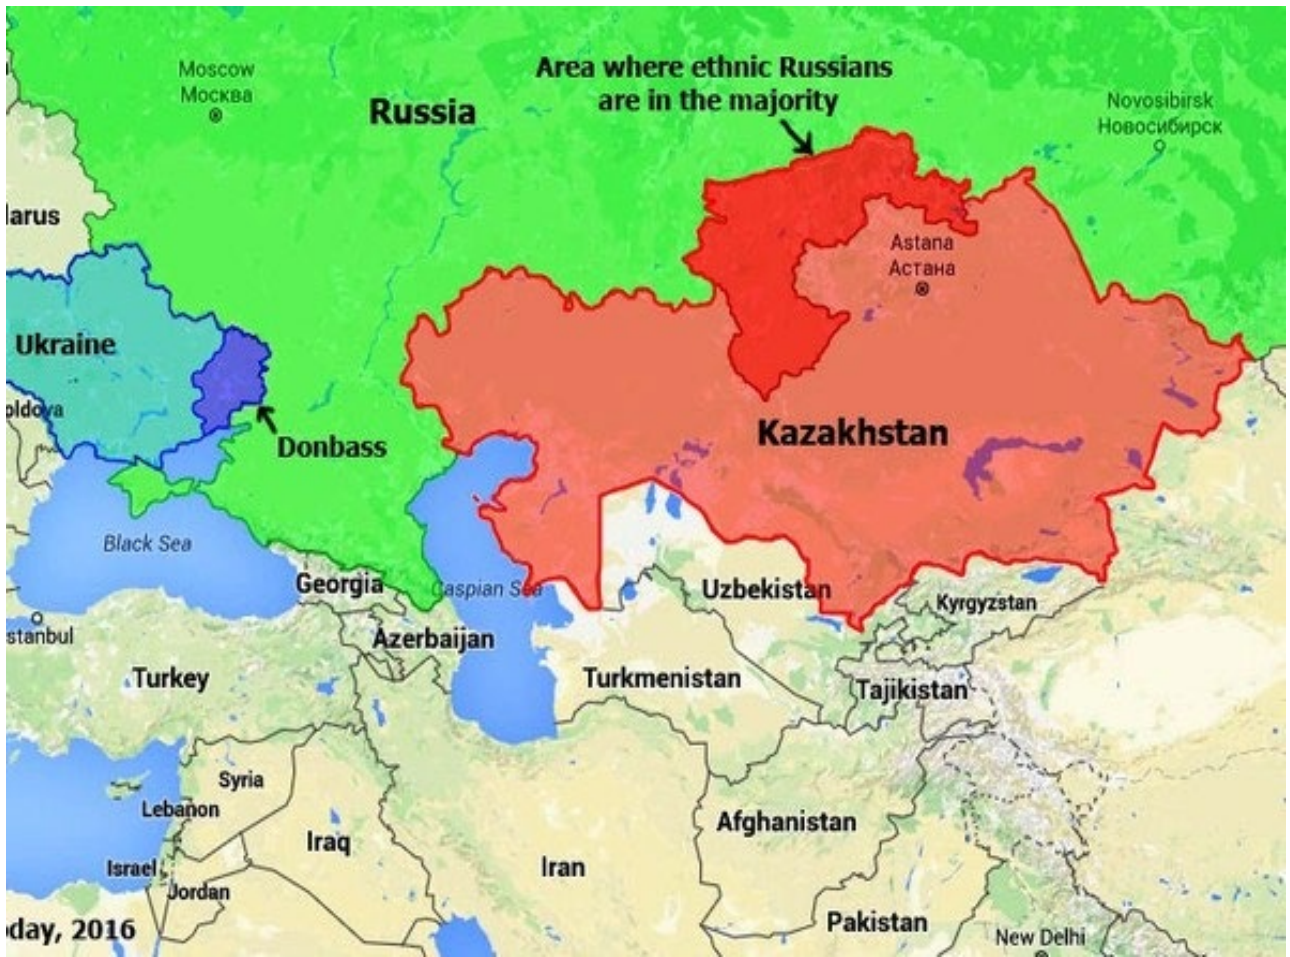 Moscow
Москва
Russia
Area where ethnic Russians
are in the majority
Novosibirsk
Новосибирск
larus
Astana
Астана
Ukraine
oldova
Donbass
Kazakhstan
Black Sea
Georgia
Caspian Sea
Uzbekistan
Kyrgyzstan
stanbul
Azerbaijan
Turkey
Turkmenistan
Tajikistan
Syria
Lebanon
Iraq
Afghanistan
Israel
Iran
Jordan
Pakistan
day, 2016
New Delhi